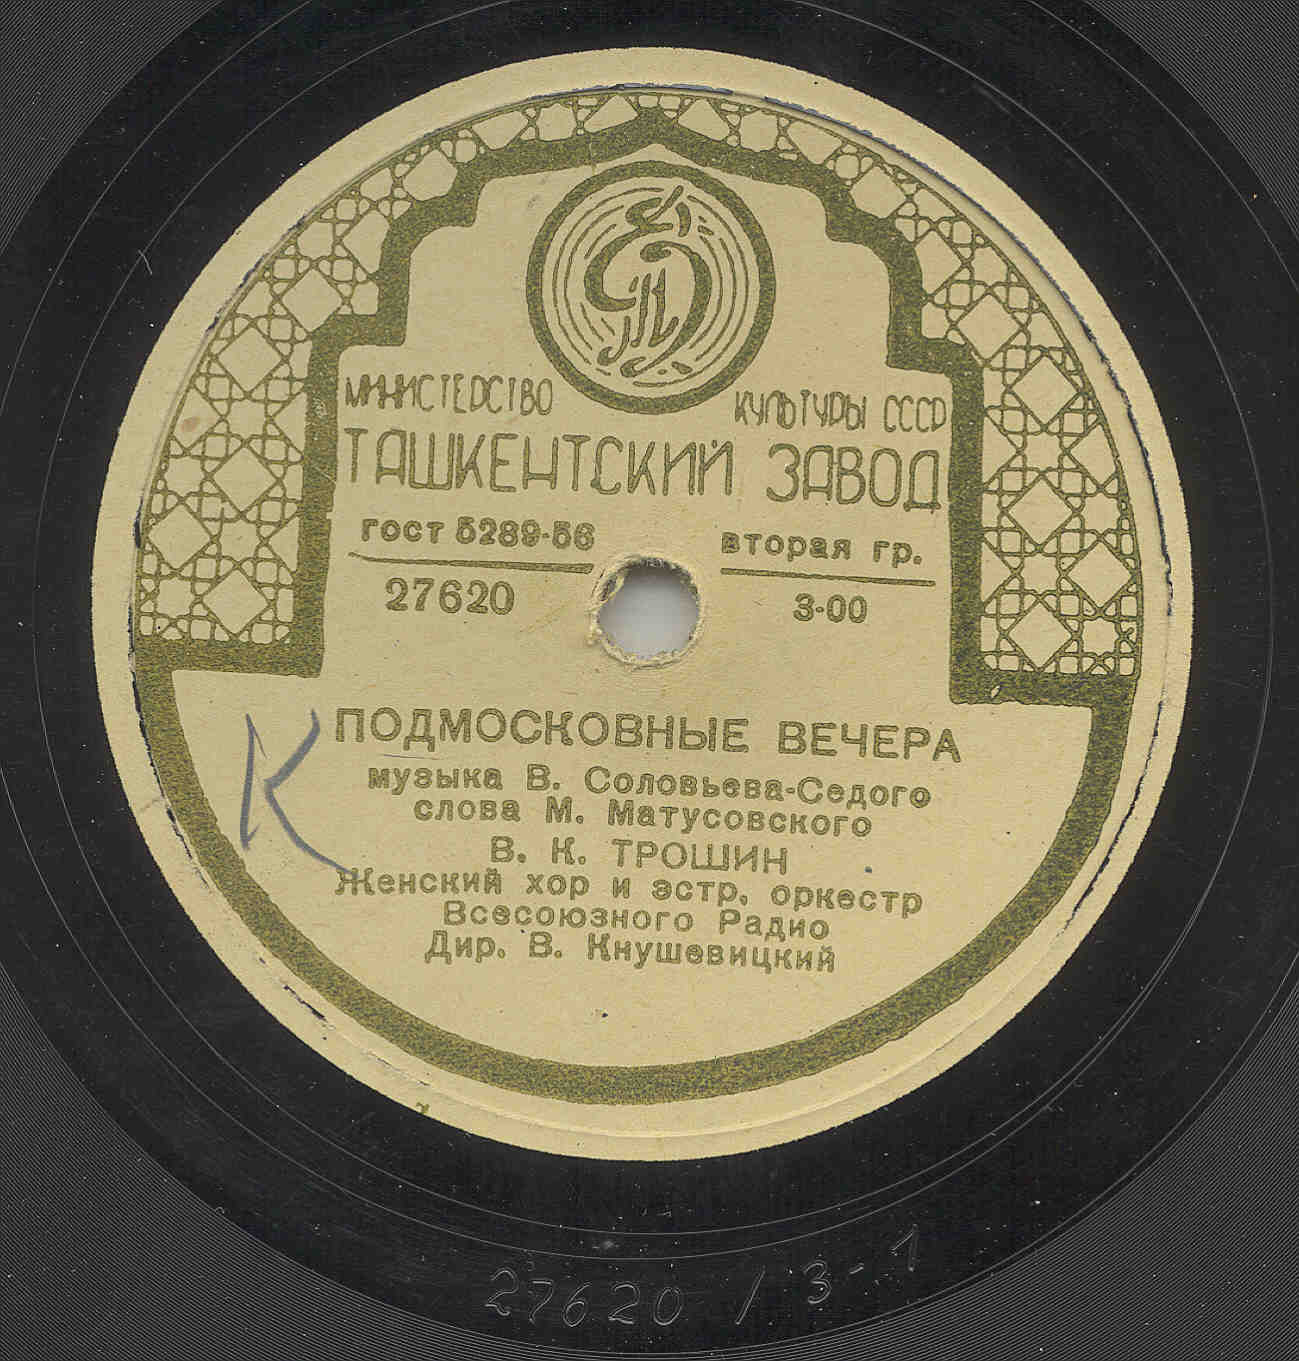 МИНИСТЕРСТВО КУЛЬТУРЫ СССР
ТАШКЕНТСКИЙ ЗАВОД
гост 5289-56 вторая гр.
27620 3-00
К
ПОДМОСКОВНЫЕ ВЕЧЕРА
музыка В. Соловьева-Седого
слова М. Матусовского
В. К. ТРОШИН
Женский хор и эстр. оркестр
Всесоюзного Радио
Дир. В. Кнушевицкий
27620 / 3-1